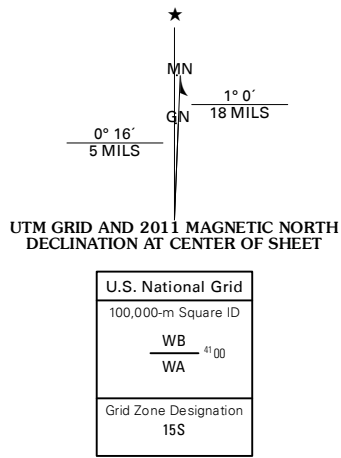 ★
MN
1° 0´
18 MILS
GN
0° 16´
5 MILS
UTM GRID AND 2011 MAGNETIC NORTH
DECLINATION AT CENTER OF SHEET
U.S. National Grid
100,000-m Square ID
WB
4100
WA
Grid Zone Designation
15S